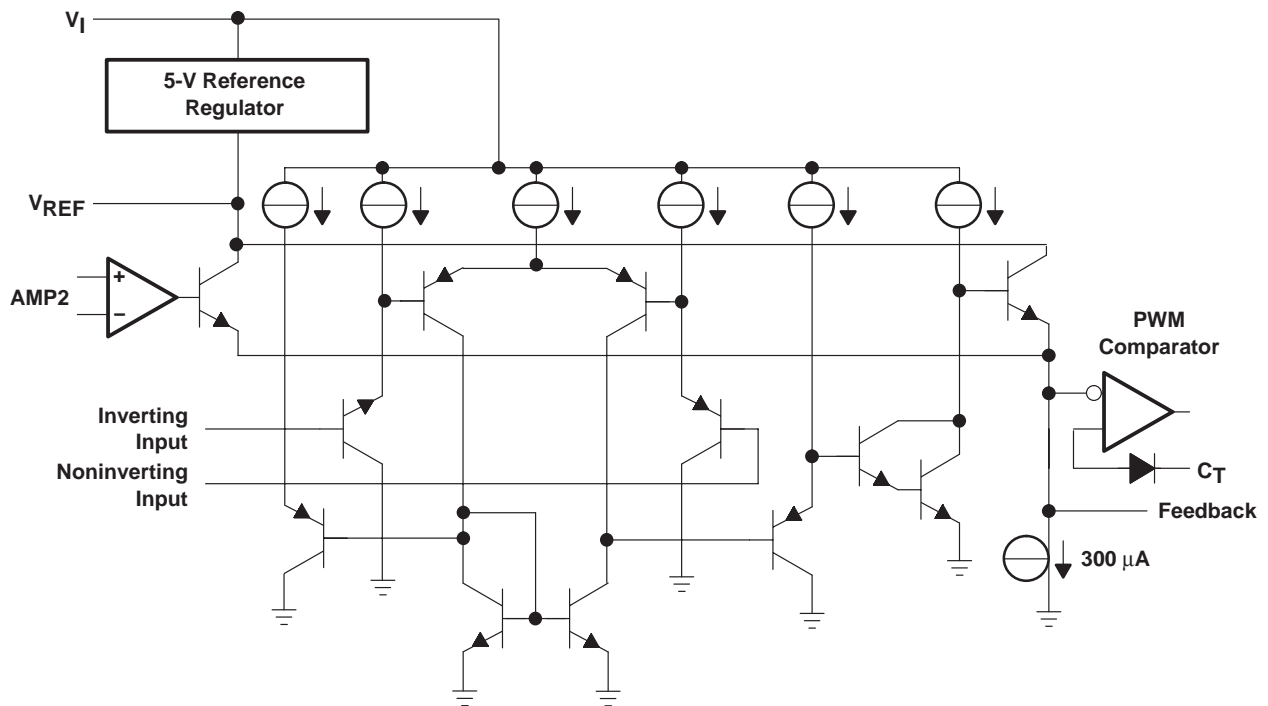 VI
5-V Reference
Regulator
VREF
AMP2
+
−
PWM
Comparator
Inverting
Input
Noninverting
Input
CT
Feedback
300 μA